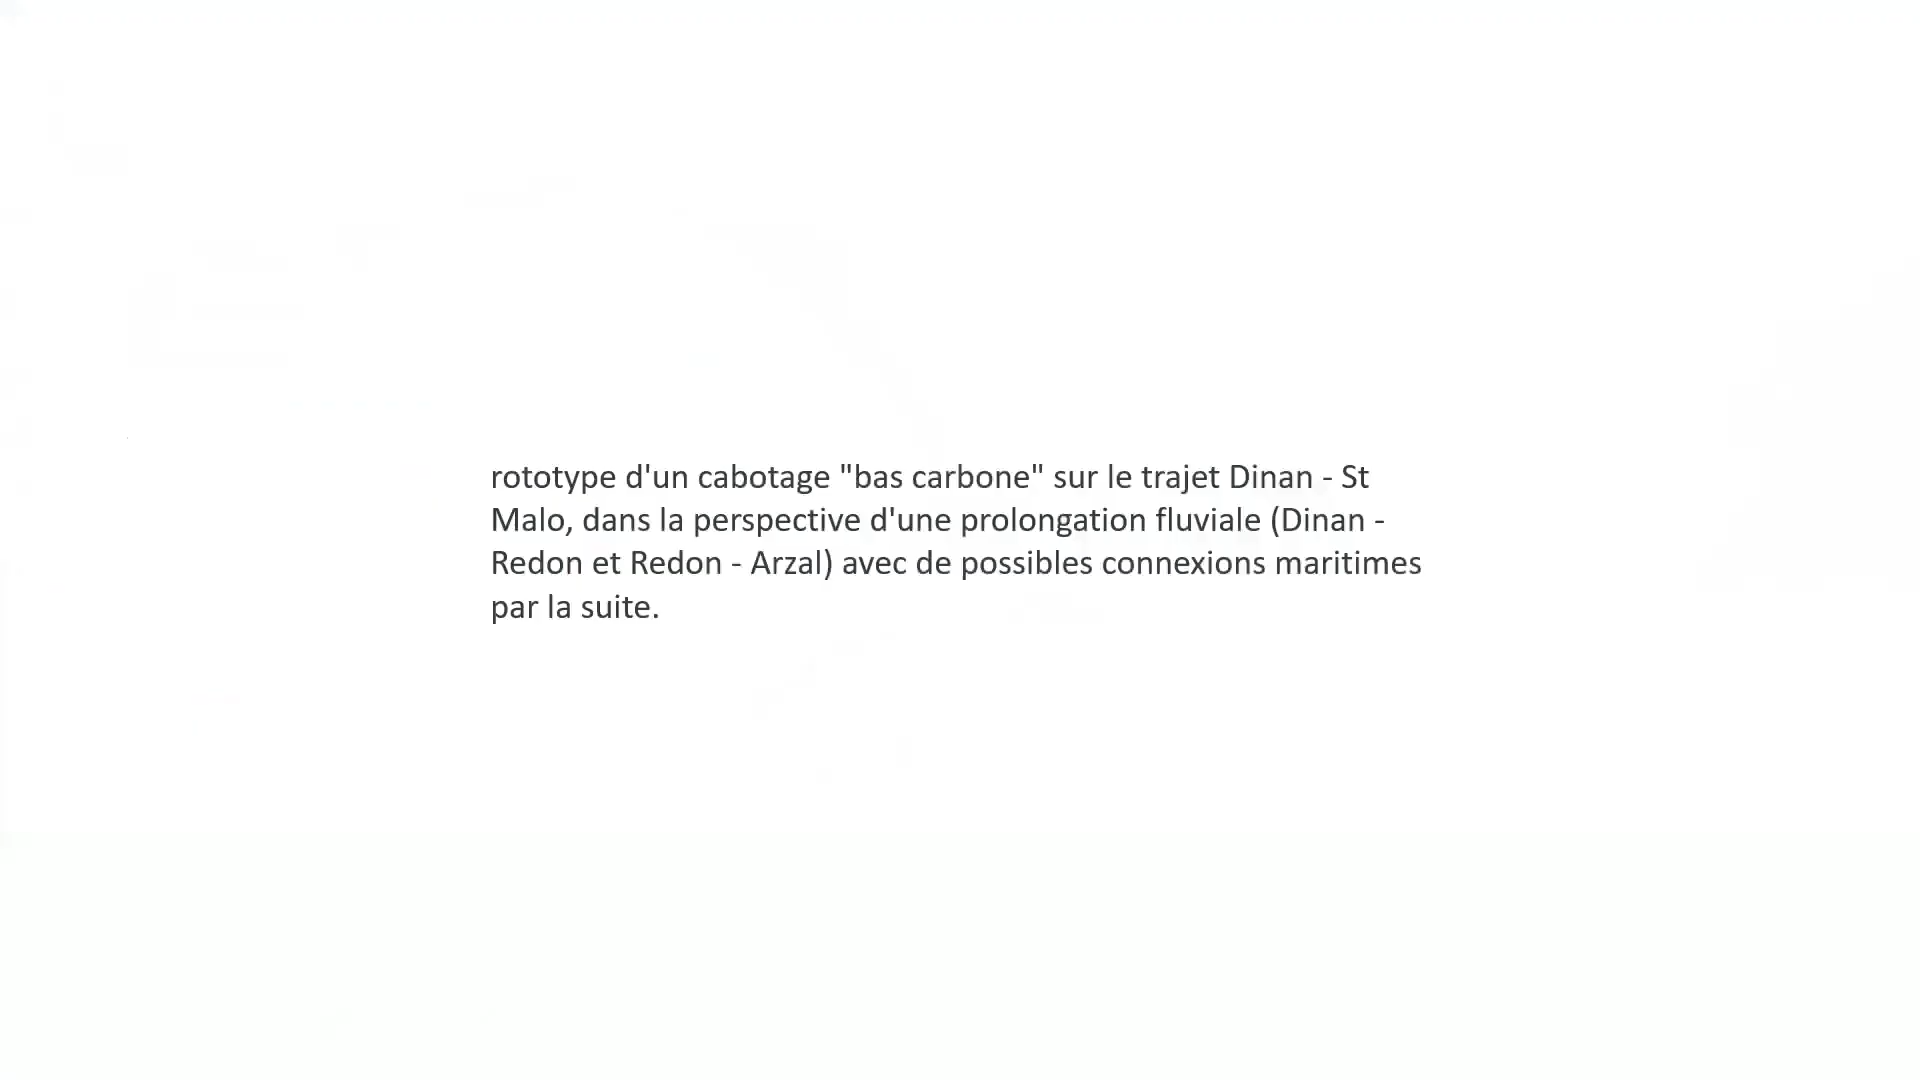 rototype d'un cabotage "bas carbone" sur le trajet Dinan - St
Malo, dans la perspective d'une prolongation fluviale (Dinan -
Redon et Redon - Arzal) avec de possibles connexions maritimes
par la suite.